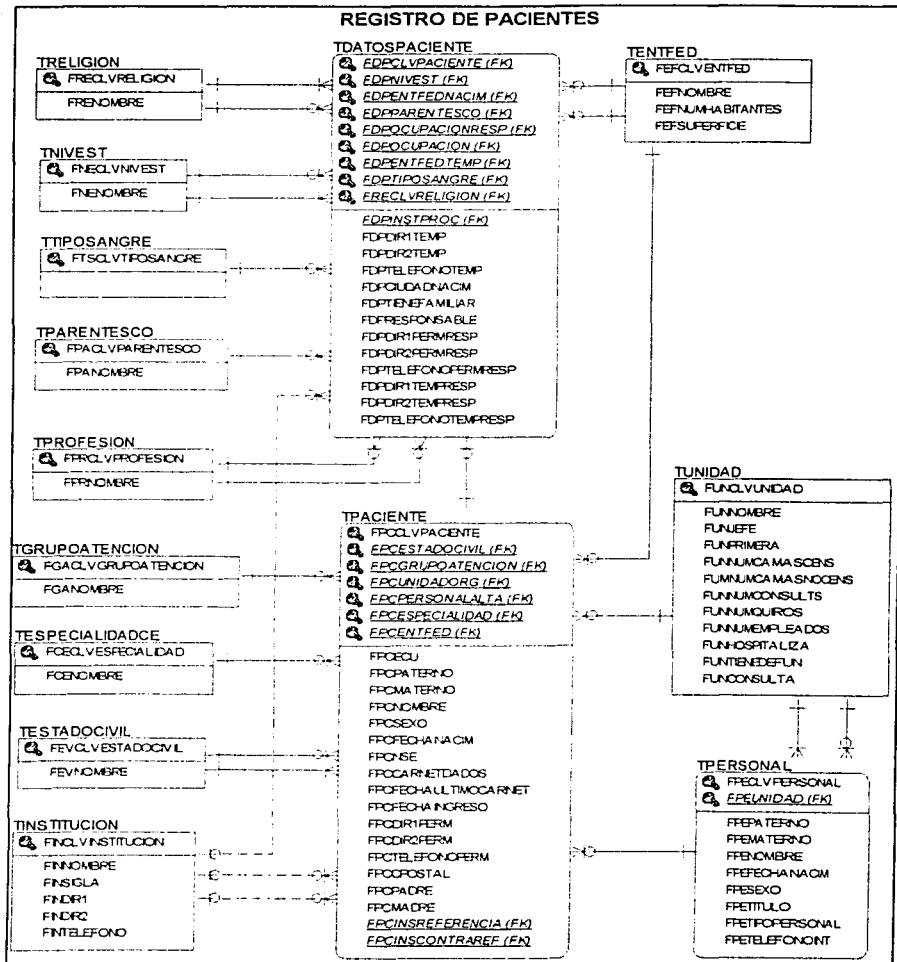 REGISTRO DE PACIENTES
TRELIGION
FRECLVRELIGION
FRENOMBRE
TNIVEST
FNECLVNIVEST
FNENOMBRE
TTIPOSANGRE
FTSCLVTIPOSANGRE
TPARENTESCO
FPACLVPARENTESCO
FPANOMBRE
TPROFESION
FPRCLVPROFESION
FPRNOMBRE
TGRUPOATENCION
FGACLVGRUPOATENCION
FGANOMBRE
TESPECIALIDADCE
FCECLVESPECIALIDAD
FCENOMBRE
TESTADOCIVIL
FEVCLVESTADOCIVIL
FEVNOMBRE
TINSTITUCION
FINCLVINSTITUCION
FINNOMBRE
FINSIGLA
FINDIR1
FINDIR2
FINTELEFONO
TDATOSPACIENTE
FDPCLVPACIENTE (FK)
FDPNIVEST (FK)
FDPENTFEDNACIM (FK)
FDPPARENTESCO (FK)
FDPOCUPACIONRESP (FK)
FDPOCUPACION (FK)
FDPENTFEDTEMP (FK)
FDPTIPOSANGRE (FK)
FRECLVRELIGION (FK)
FDPINSTPROC (FK)
FDPDIR1TEMP
FDPDIR2TEMP
FDPTELEFONOTEMP
FDPCIUDADNACIM
FDPTIENEFAMILIAR
FDPRESPONSABLE
FDPDIR1PERMRESP
FDPDIR2PERMRESP
FDPTELEFONOPERMRESP
FDPDIR1TEMPRESP
FDPDIR2TEMPRESP
FDPTELEFONOTEMPRESP
TPACIENTE
FPCCLVPACIENTE
FPCESTADOCIVIL (FK)
FPCGRUPOATENCION (FK)
FPCUNIDADORG (FK)
FPCPERSONALALTA (FK)
FPCESPECIALIDAD (FK)
FPCENTFED (FK)
FPCECU
FPCPATERNO
FPCMATERNO
FPCNOMBRE
FPCSEXO
FPCFECHANACIM
FPCNSE
FPCCARNETDADOS
FPCFECHAULTIMOCARNET
FPCFECHAINGRESO
FPCDIR1PERM
FPCDIR2PERM
FPCTELEFONOPERM
FPCCPOSTAL
FPCPADRE
FPCMADRE
FPCINSREFERENCIA (FK)
FPCINSCONTRAREF (FK)
TENTFED
FEFCLVENTFED
FEFNOMBRE
FEFNUMHABITANTES
FEFSUPERFICIE
TUNIDAD
FUNCLVUNIDAD
FUNNOMBRE
FUNJEFE
FUNPRIMERA
FUNNUMCAMASCENS
FUMNUMCAMASNOCENS
FUNNUMCONSULTS
FUNNUMQUIROS
FUNNUMEMPLEADOS
FUNHOSPITALIZA
FUNTIENEDEFUN
FUNCONSULTA
TPERSONAL
FPECLVPERSONAL
FPEUNIDAD (FK)
FPEPATERNO
FPEMATERNO
FPENOMBRE
FPEFECHANACIM
FPESEXO
FPETITULO
FPETIPOPERSONAL
FPETELEFONOINT